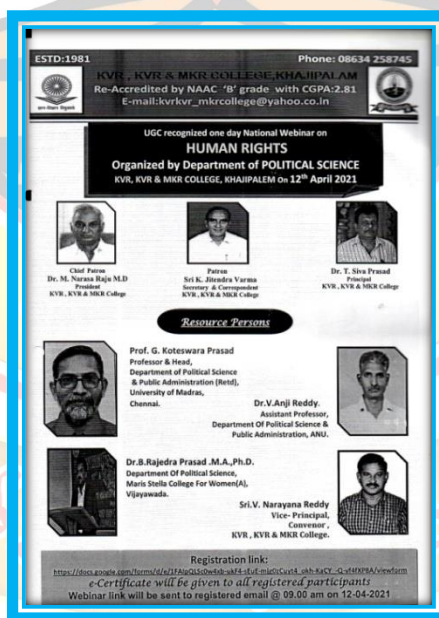 ESTD:1981 Phone: 08634 258745
KVR , KVR & MKR COLLEGE,KHAJIPALAM
Re-Accredited by NAAC 'B' grade with CGPA:2.81
E-mail:kvrkvr_mkrcollege@yahoo.co.in
UGC recognized one day National Webinar on
HUMAN RIGHTS
Organized by Department of POLITICAL SCIENCE
KVR, KVR & MKR COLLEGE, KHAJIPALEM On 12th April 2021
Chief Patron
Dr. M. Narasa Raju M.D
President
KVR , KVR & MKR College
Patron
Sri K. Jitendra Varma
Secretary & Correspondent
KVR , KVR & MKR College
Dr. T. Siva Prasad
Principal
KVR , KVR & MKR College
Resource Persons
Prof. G. Koteswara Prasad
Professor & Head,
Department of Political Science
& Public Administration (Retd),
University of Madras,
Chennai.
Dr.V.Anji Reddy.
Assistant Professor,
Department Of Political Science &
Public Administration, ANU.
Dr.B.Rajedra Prasad .M.A.,Ph.D.
Department Of Political Science,
Maris Stella College For Women(A),
Vijayawada.
Sri.V. Narayana Reddy
Vice- Principal,
Convenor ,
KVR , KVR & MKR College.
Registration link:
e-Certificate will be given to all registered participants
Webinar link will be sent to registered email @ 09.00 am on 12-04-2021